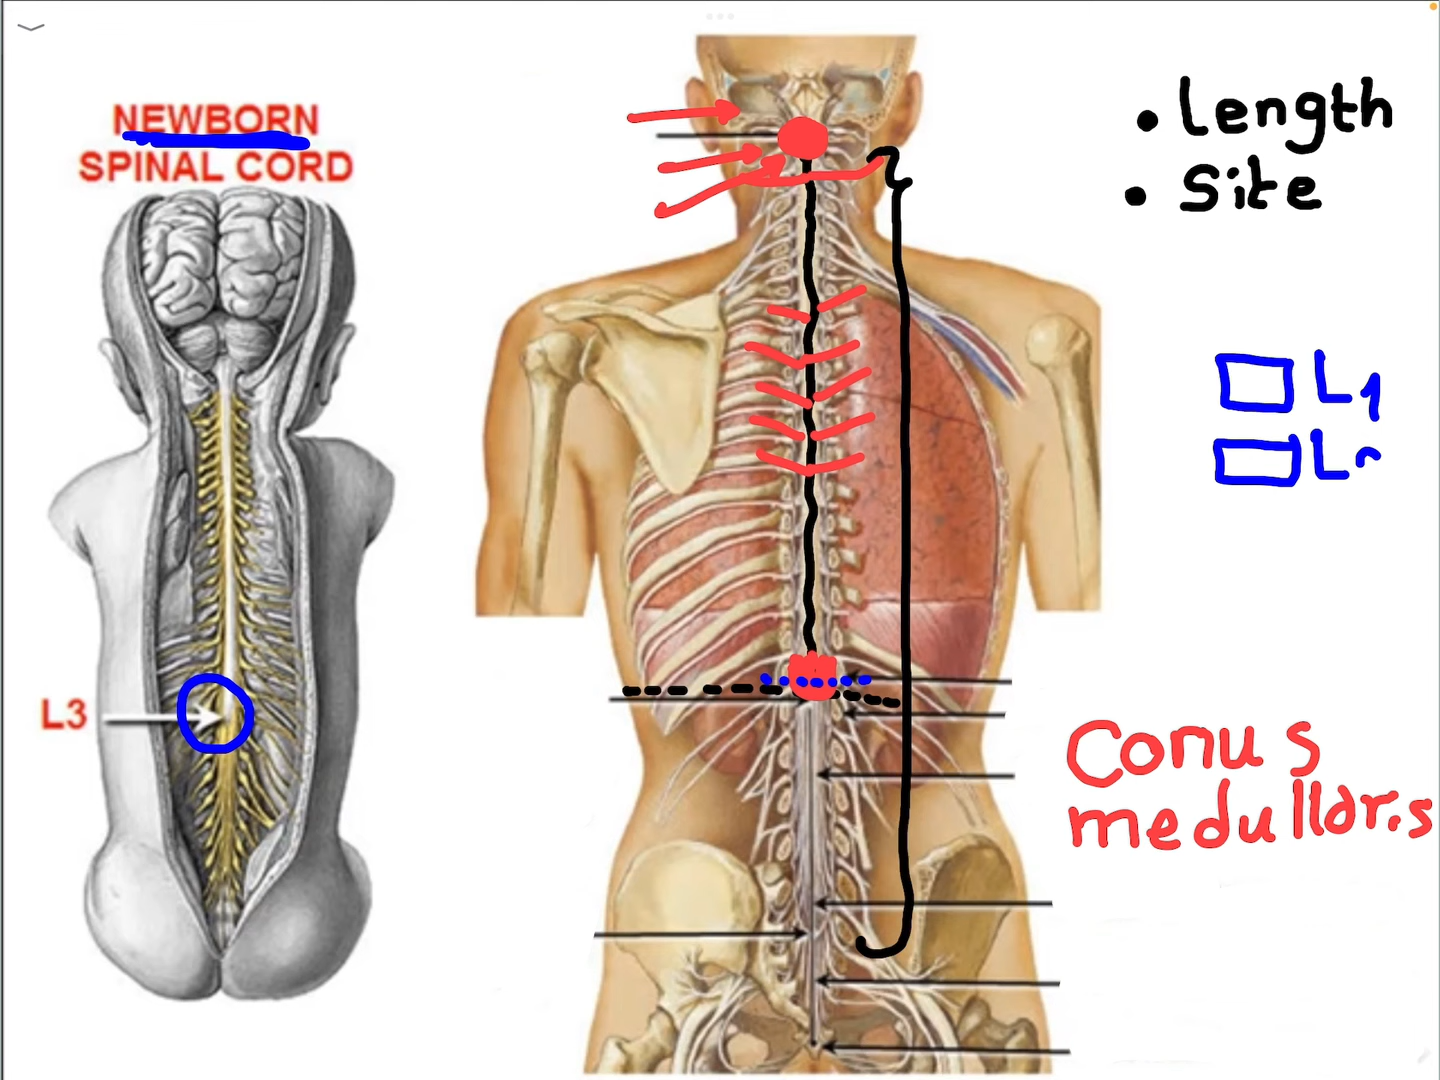 NEWBORN
SPINAL CORD
L3
• Length
• Site
L1
Conus
medullaris